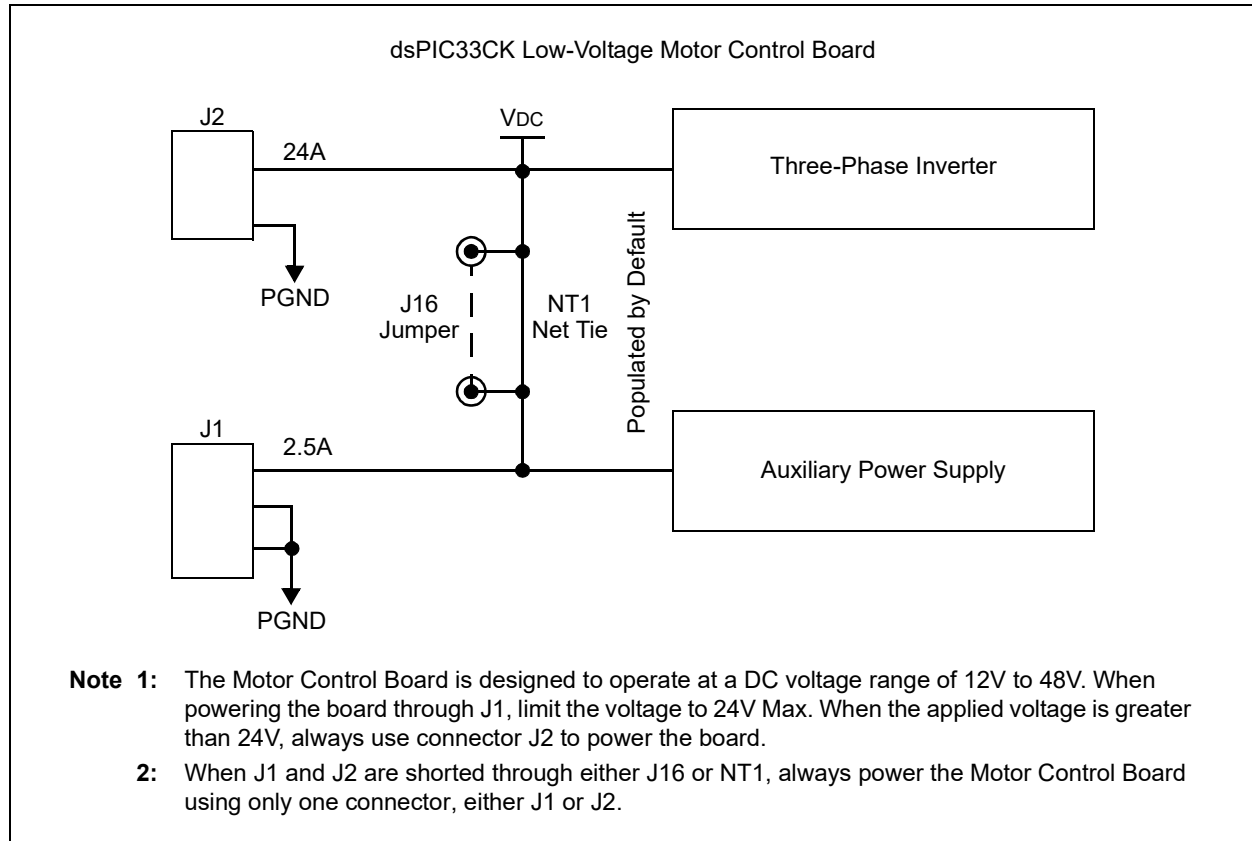 dsPIC33CK Low-Voltage Motor Control Board
J2
24A
PGND
VDC
Three-Phase Inverter
J16
Jumper
NT1
Net Tie
Populated by Default
J1
2.5A
PGND
Auxiliary Power Supply
Note 1: The Motor Control Board is designed to operate at a DC voltage range of 12V to 48V. When
powering the board through J1, limit the voltage to 24V Max. When the applied voltage is greater
than 24V, always use connector J2 to power the board.
2: When J1 and J2 are shorted through either J16 or NT1, always power the Motor Control Board
using only one connector, either J1 or J2.